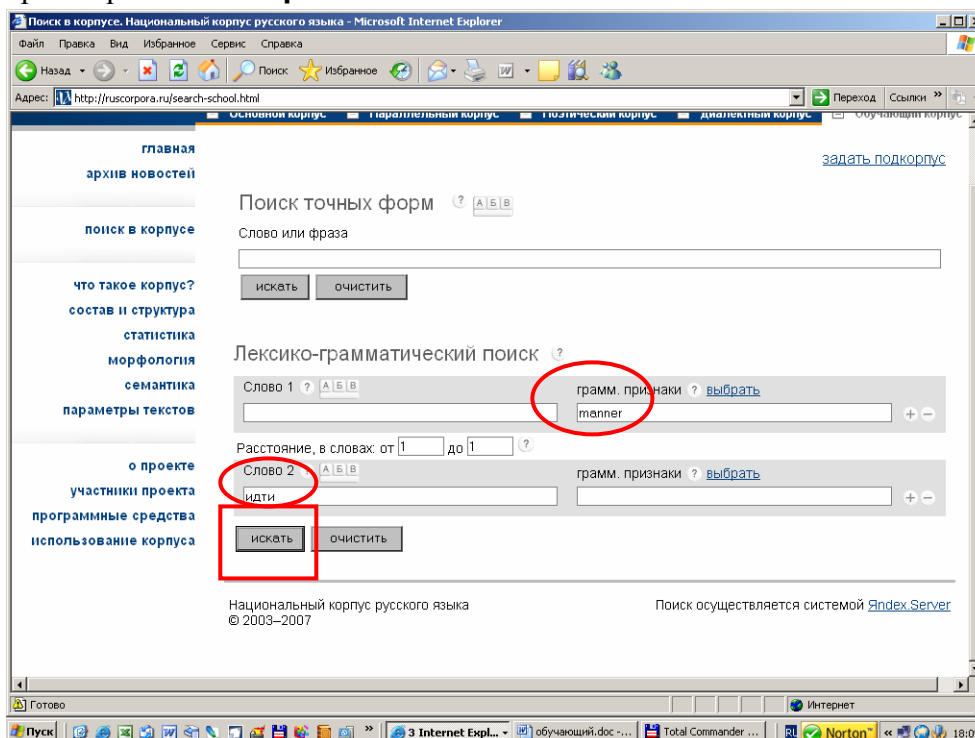 Поиск в корпусе. Национальный корпус русского языка - Microsoft Internet Explorer
Файл Правка Вид Избранное Сервис Справка
Назад Поиск Избранное
Адрес: http://ruscorpora.ru/search-school.html Переход Ссылки »
Основной корпус Параллельный корпус Поэтический корпус Диалектный корпус Обучающий корпус
главная
задать подкорпус
архив новостей
Поиск точных форм ? А Б В
поиск в корпусе
Слово или фраза
что такое корпус?
искать очистить
состав и структура
статистика
Лексико-грамматический поиск ?
морфология
семантика
Слово 1 ? А Б В грамм. признаки ? выбрать
параметры текстов
manner + −
Расстояние, в словах: от 1 до 1 ?
о проекте
Слово 2 ? А Б В грамм. признаки ? выбрать
участники проекта
идти + −
программные средства
использование корпуса
искать очистить
Национальный корпус русского языка
Поиск осуществляется системой Яndex.Server
© 2003–2007
Готово Интернет
Пуск » 3 Internet Expl... обучающий.doc -... Total Commander ... RL Norton « 18:0